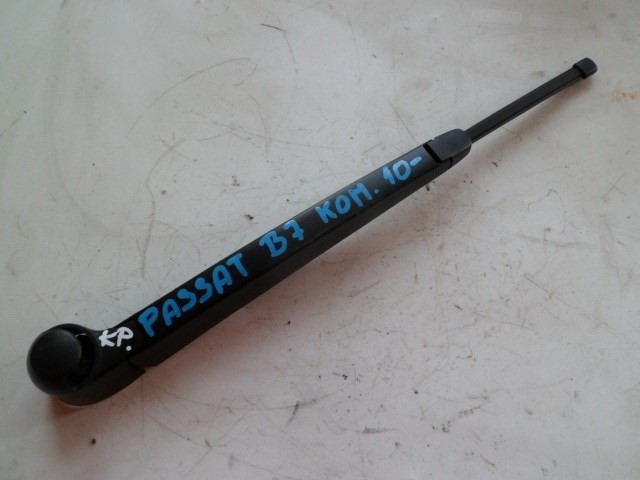 KP.
PASSAT B7 KOM. 10-